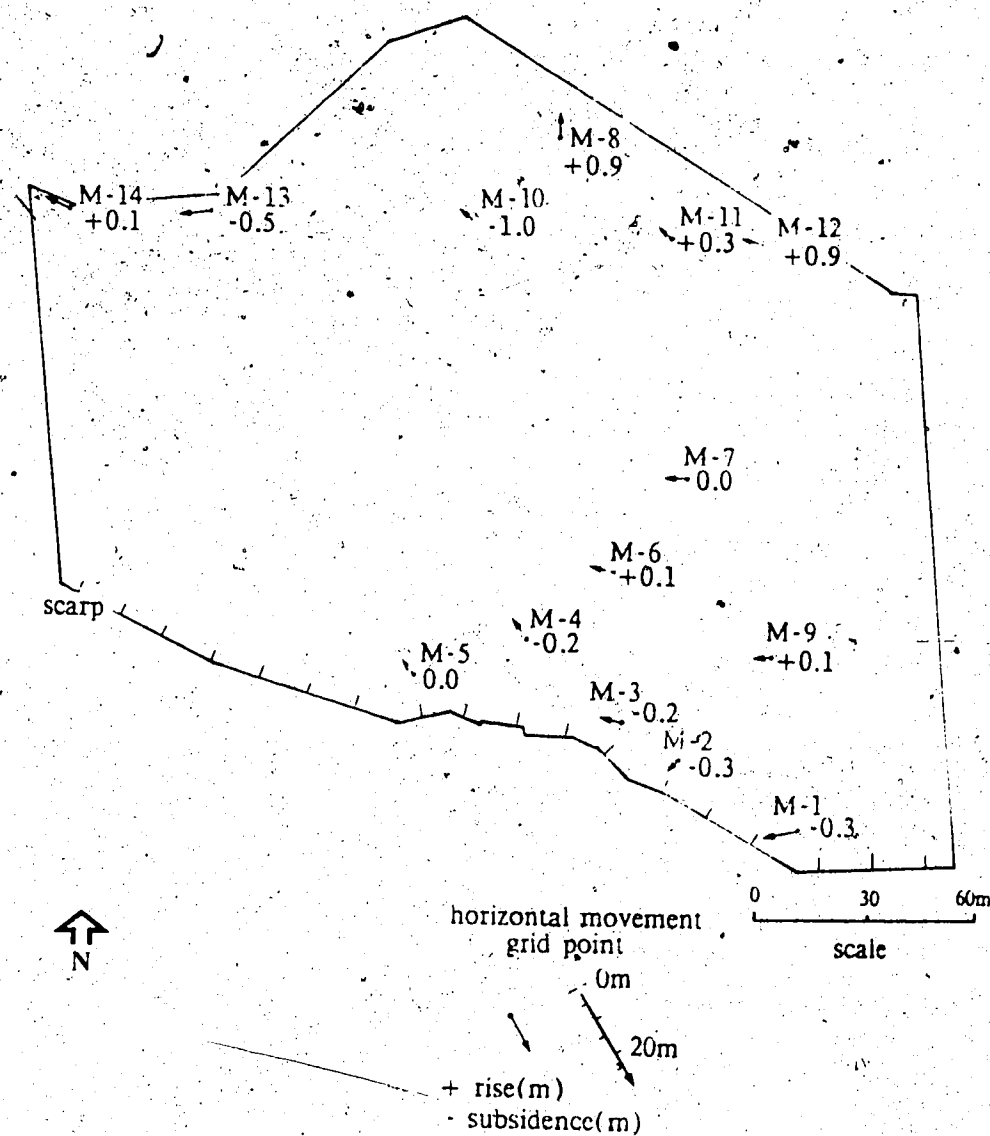 M-8
+0.9
M-14
+0.1
M-13
-0.5
M-10
-1.0
M-11
+0.3
M-12
+0.9
M-7
0.0
M-6
+0.1
scarp
M-4
-0.2
M-9
+0.1
M-5
0.0
M-3
-0.2
M-2
-0.3
M-1
-0.3
0 30 60m
scale
N
horizontal movement
grid point
0m
20m
+ rise(m)
- subsidence(m)